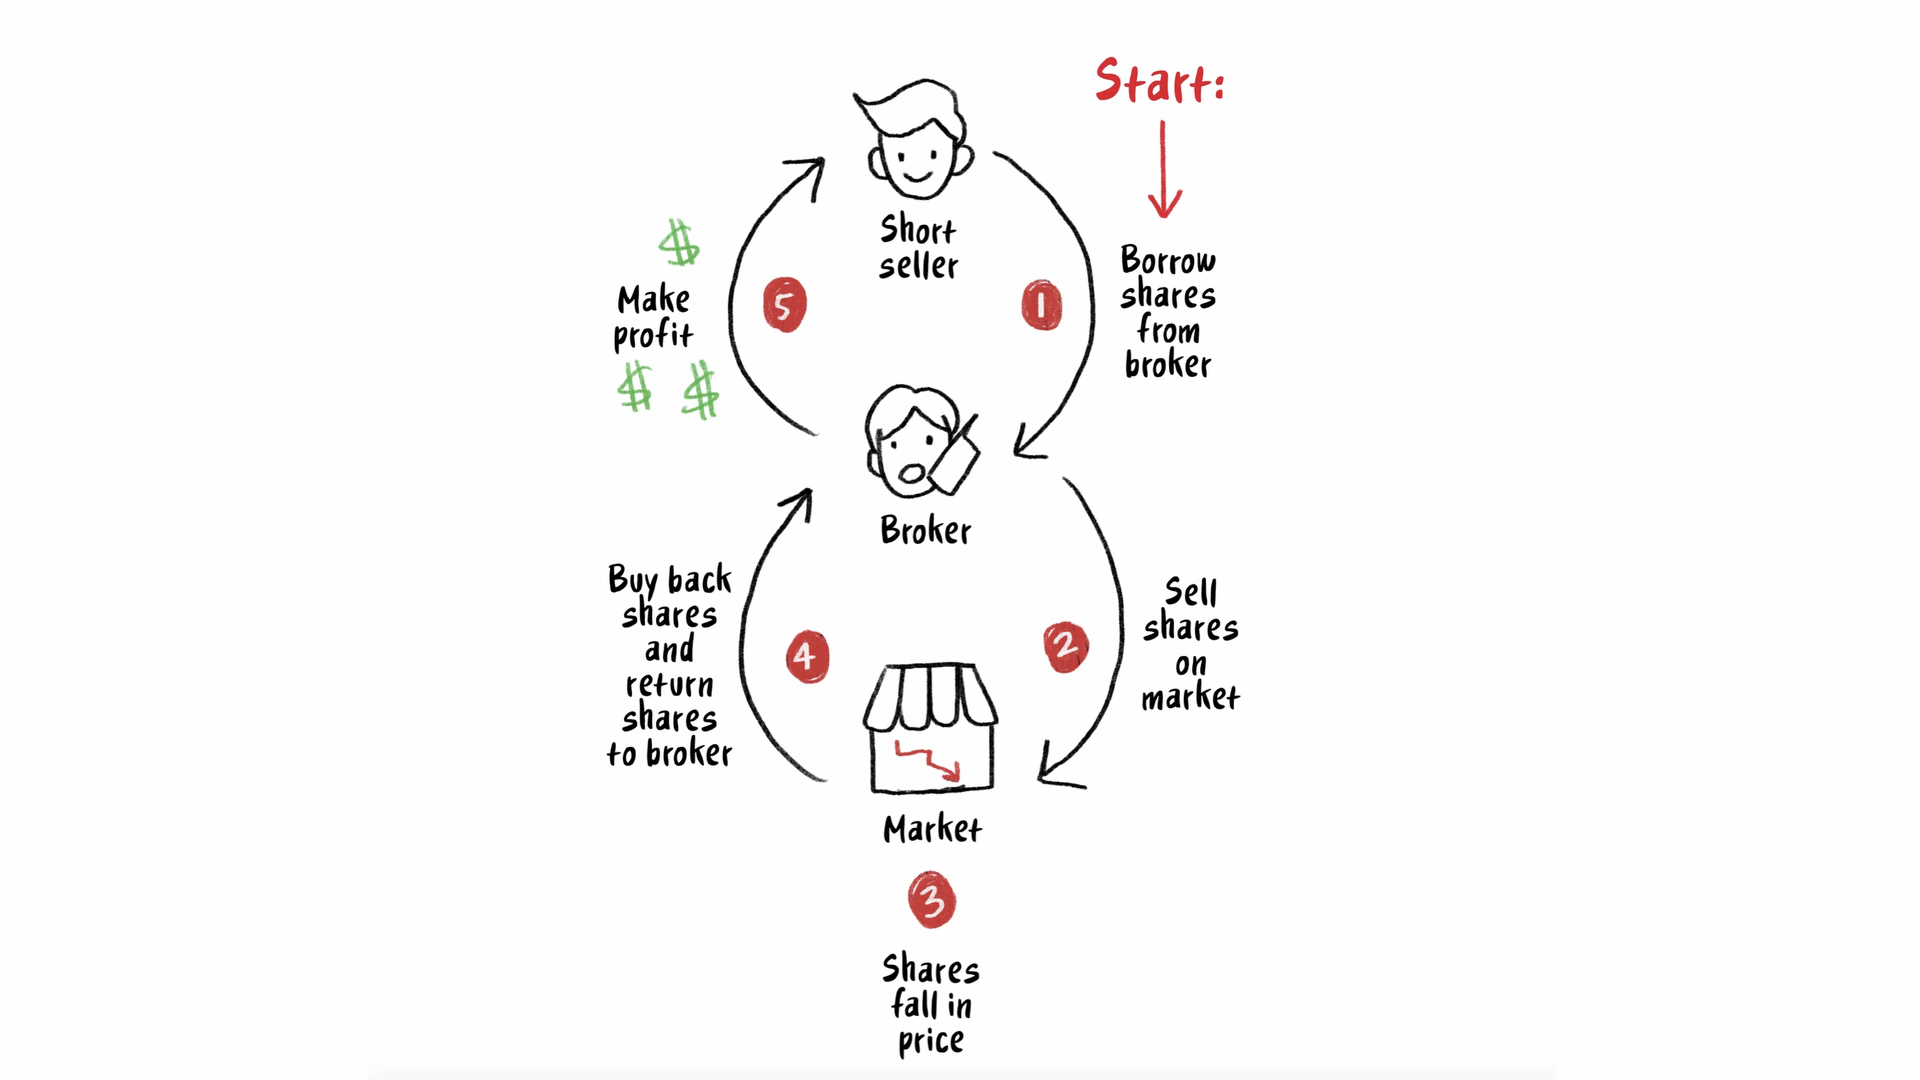 Start:
Short
seller
1
Borrow
shares
from
broker
$
Make
profit
$ $
5
Broker
2
Sell
shares
on
market
Buy back
shares
and
return
shares
to broker
4
Market
3
Shares
fall in
price